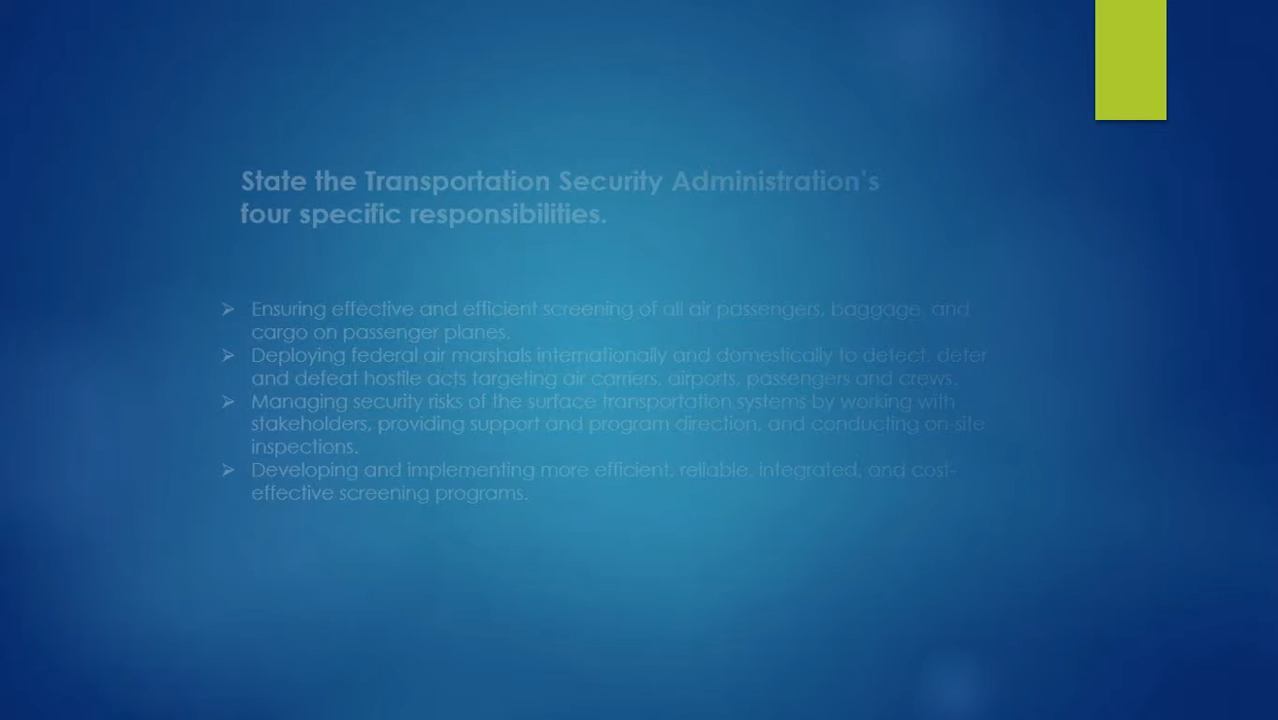 State the Transportation Security Administration's
four specific responsibilities.
Ensuring effective and efficient screening of all air passengers, baggage, and
cargo on passenger planes.
Deploying federal air marshals internationally and domestically to detect, deter
and defeat hostile acts targeting air carriers, airports, passengers and crews.
Managing security risks of the surface transportation systems by working with
stakeholders, providing support and program direction, and conducting on-site
inspections.
Developing and implementing more efficient, reliable, integrated, and cost-
effective screening programs.